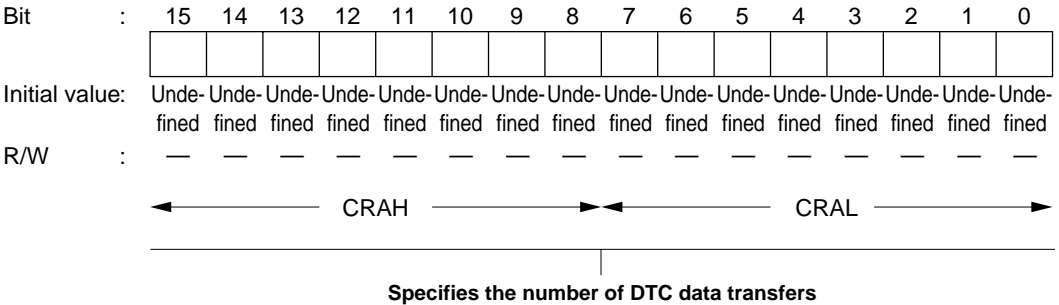 Bit : 15 14 13 12 11 10 9 8 7 6 5 4 3 2 1 0
Initial value: Unde- Unde- Unde- Unde- Unde- Unde- Unde- Unde- Unde- Unde- Unde- Unde- Unde- Unde- Unde- Unde-
fined fined fined fined fined fined fined fined fined fined fined fined fined fined fined fined
R/W : — — — — — — — — — — — — — — — —
CRAH CRAL
Specifies the number of DTC data transfers